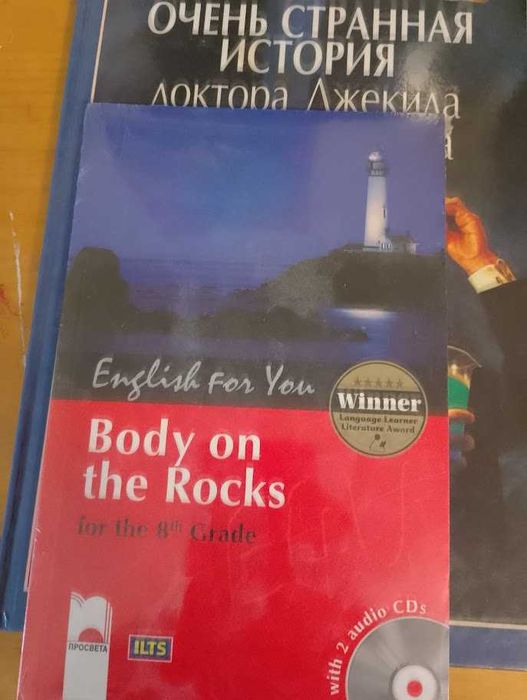 ОЧЕНЬ СТРАННАЯ
ИСТОРИЯ
доктора Джекила
English For You
★★★★★
Winner
Language Learner
Literature Award
Body on
the Rocks
for the 8th Grade
ПРОСВЕТА
ILTS
with 2 audio CDs